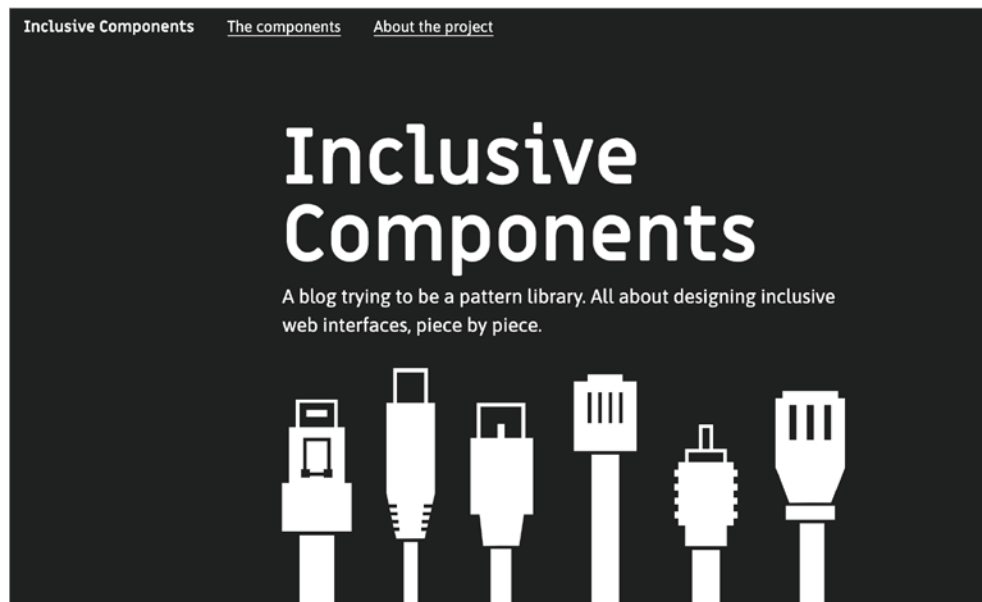 Inclusive Components The components About the project
Inclusive
Components
A blog trying to be a pattern library. All about designing inclusive
web interfaces, piece by piece.